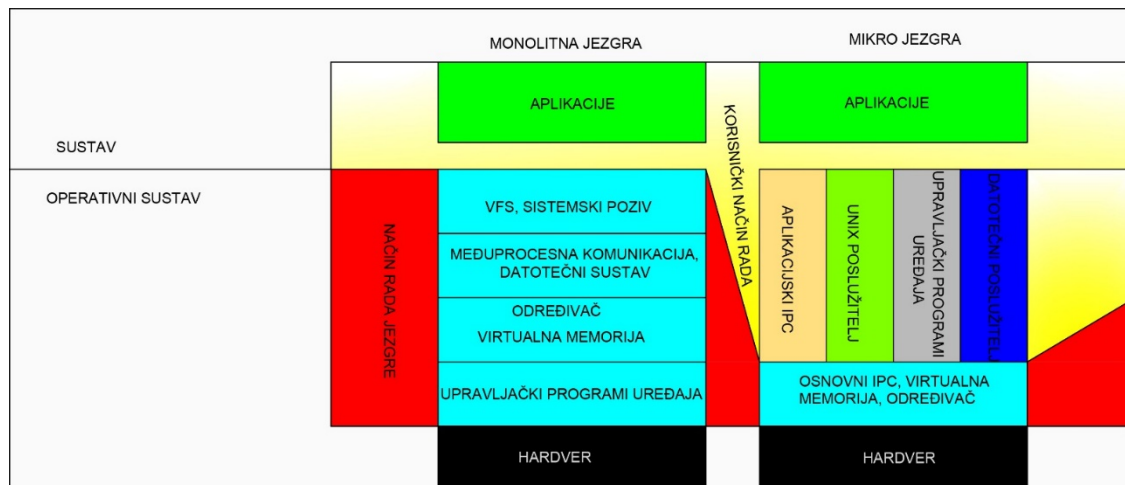 MONOLITNA JEZGRA
MIKRO JEZGRA
APLIKACIJE
APLIKACIJE
SUSTAV
OPERATIVNI SUSTAV
NAČIN RADA JEZGRE
VFS, SISTEMSKI POZIV
MEĐUPROCESNA KOMUNIKACIJA,
DATOTEČNI SUSTAV
ODREĐIVAČ
VIRTUALNA MEMORIJA
UPRAVLJAČKI PROGRAMI UREĐAJA
HARDVER
KORISNIČKI NAČIN RADA
APLIKACIJSKI IPC
UNIX POSLUŽITELJ
UPRAVLJAČKI PROGRAMI
UREĐAJA
DATOTEČNI POSLUŽITELJ
OSNOVNI IPC, VIRTUALNA
MEMORIJA, ODREĐIVAČ
HARDVER